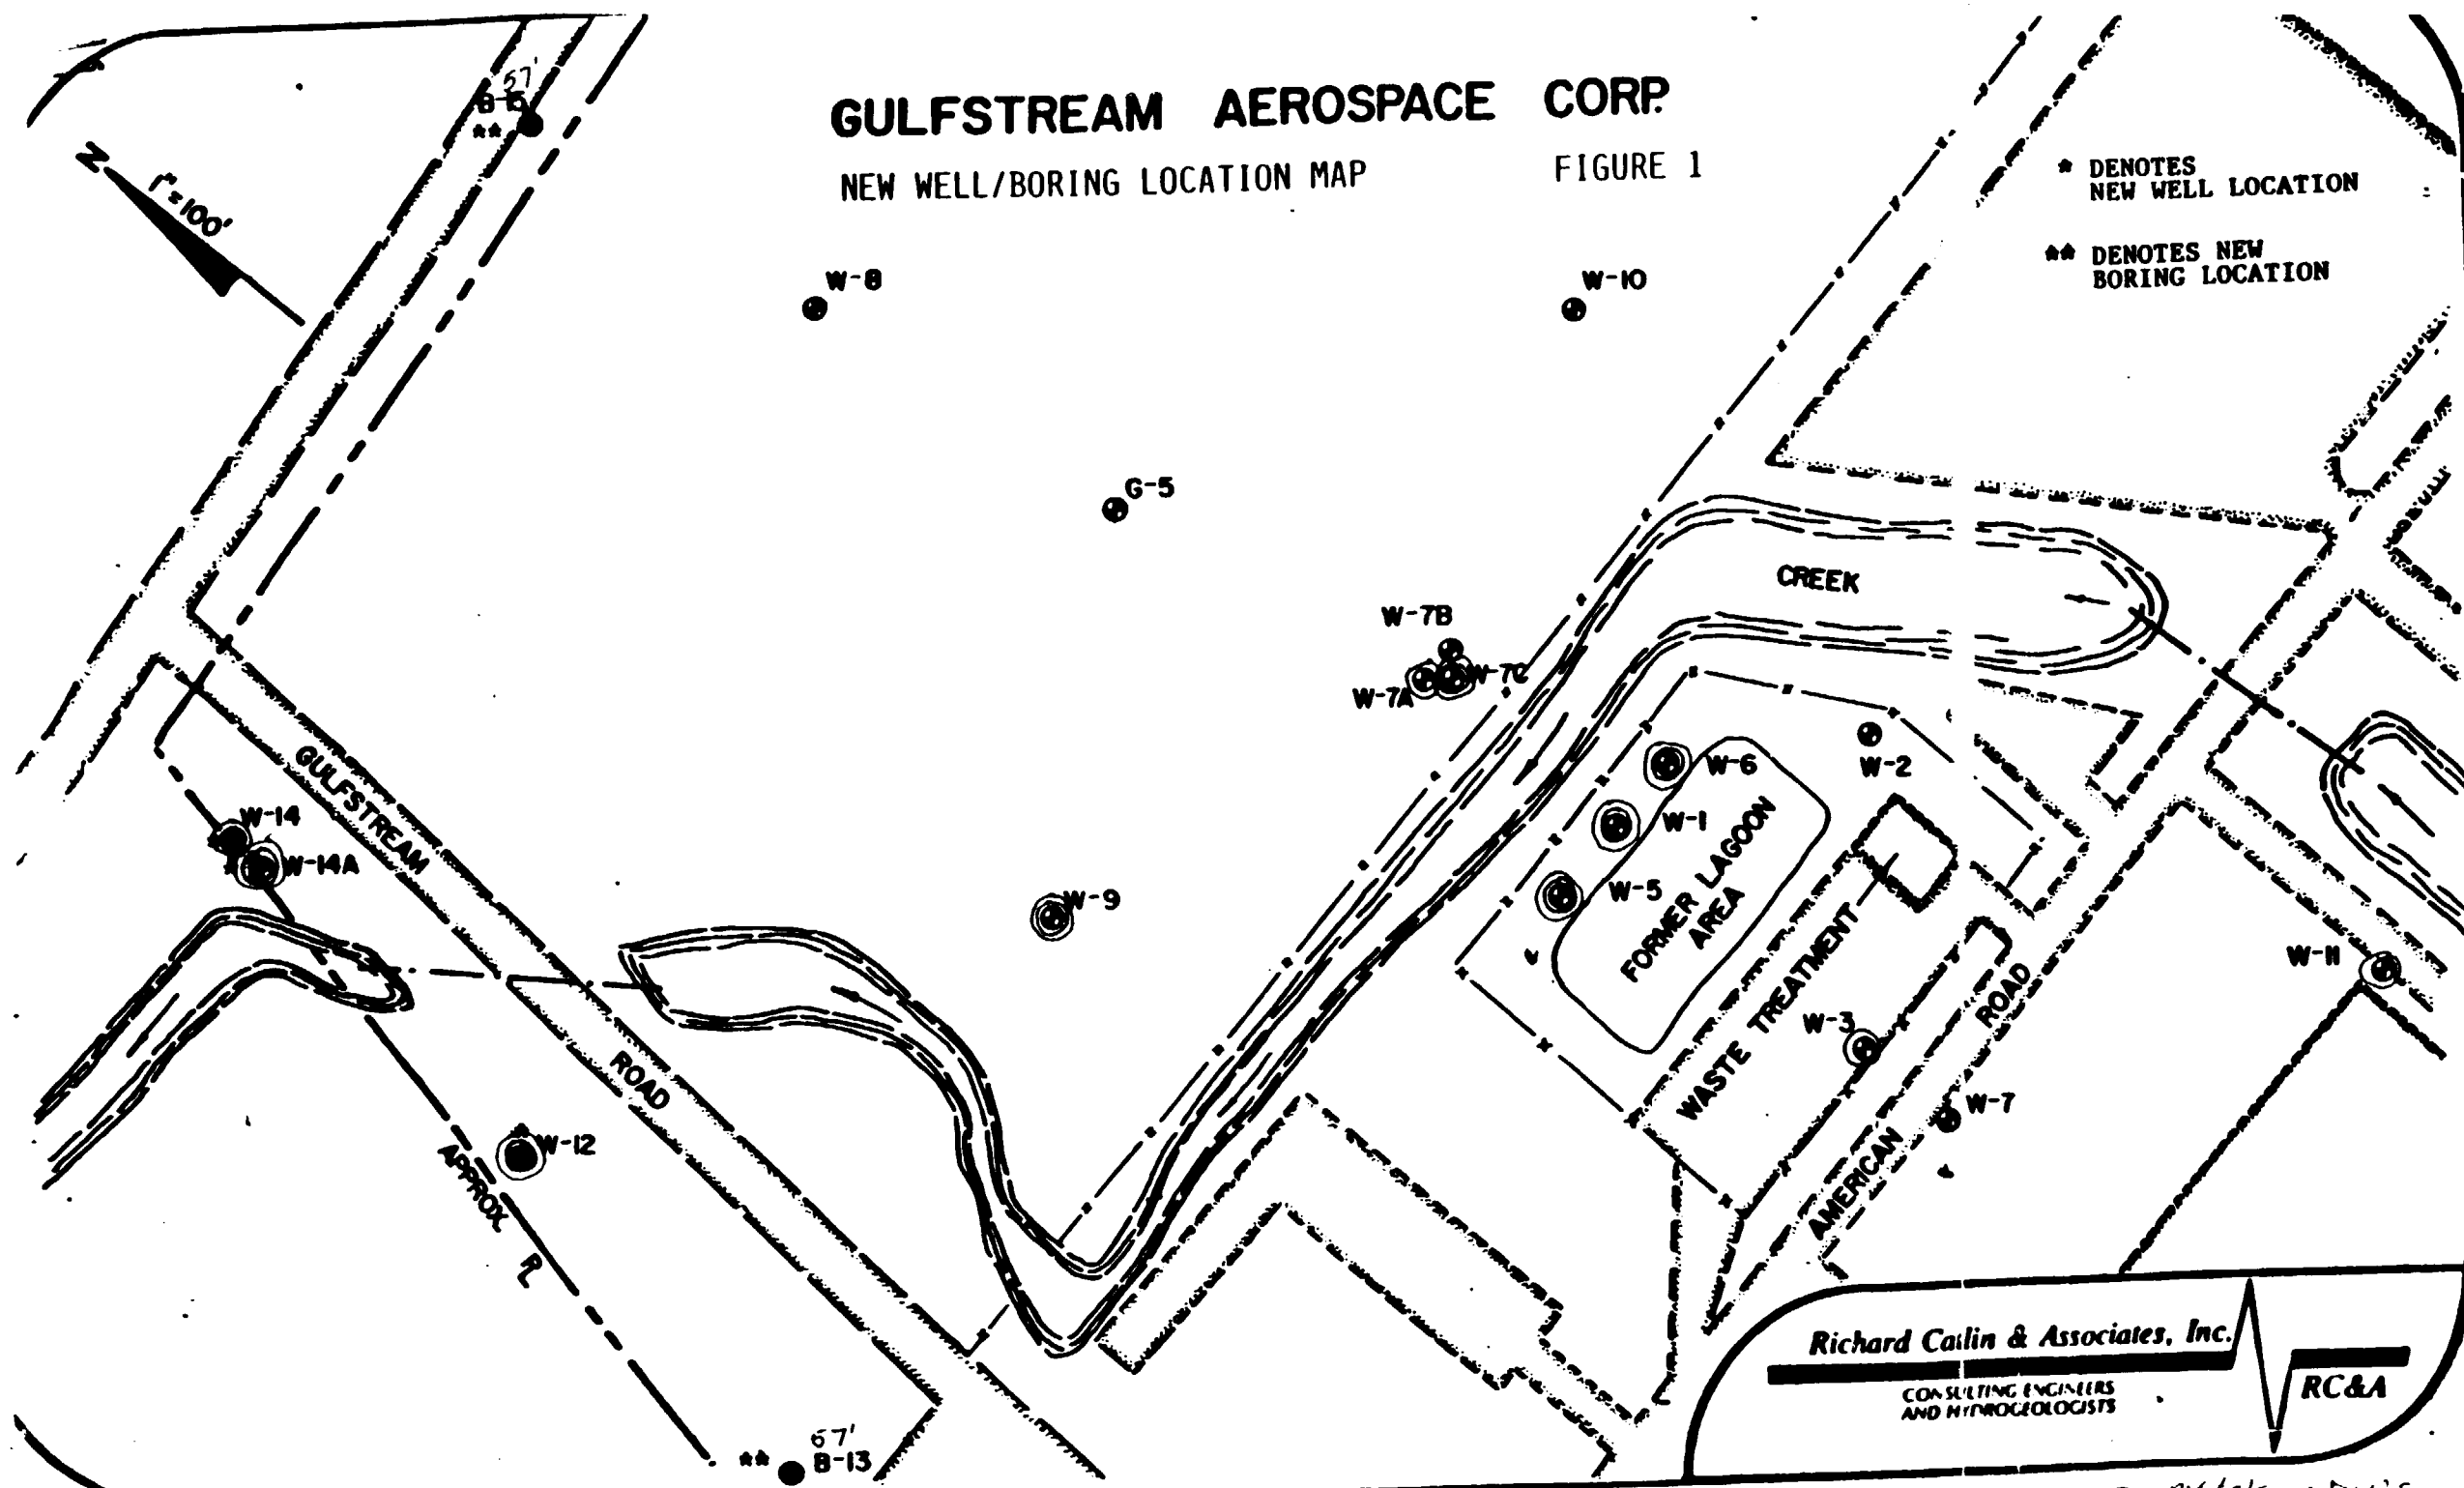 GULFSTREAM AEROSPACE CORP.
NEW WELL/BORING LOCATION MAP
FIGURE 1
* DENOTES
NEW WELL LOCATION
** DENOTES NEW
BORING LOCATION
57'
**
N
1"=100'
W-8
W-10
G-5
CREEK
W-7B
W-7C
W-7A
W-6
W-2
W-1
W-5
FORMER LAGOON
AREA
WASTE TREATMENT
W-3
W-7
W-11
AMERICAN ROAD
GULFSTREAM
ROAD
W-14
W-14A
W-9
W-12
APPROX PL
67'
** B-13
Richard Catlin & Associates, Inc.
CONSULTING ENGINEERS
AND HYDROGEOLOGISTS
RC&A